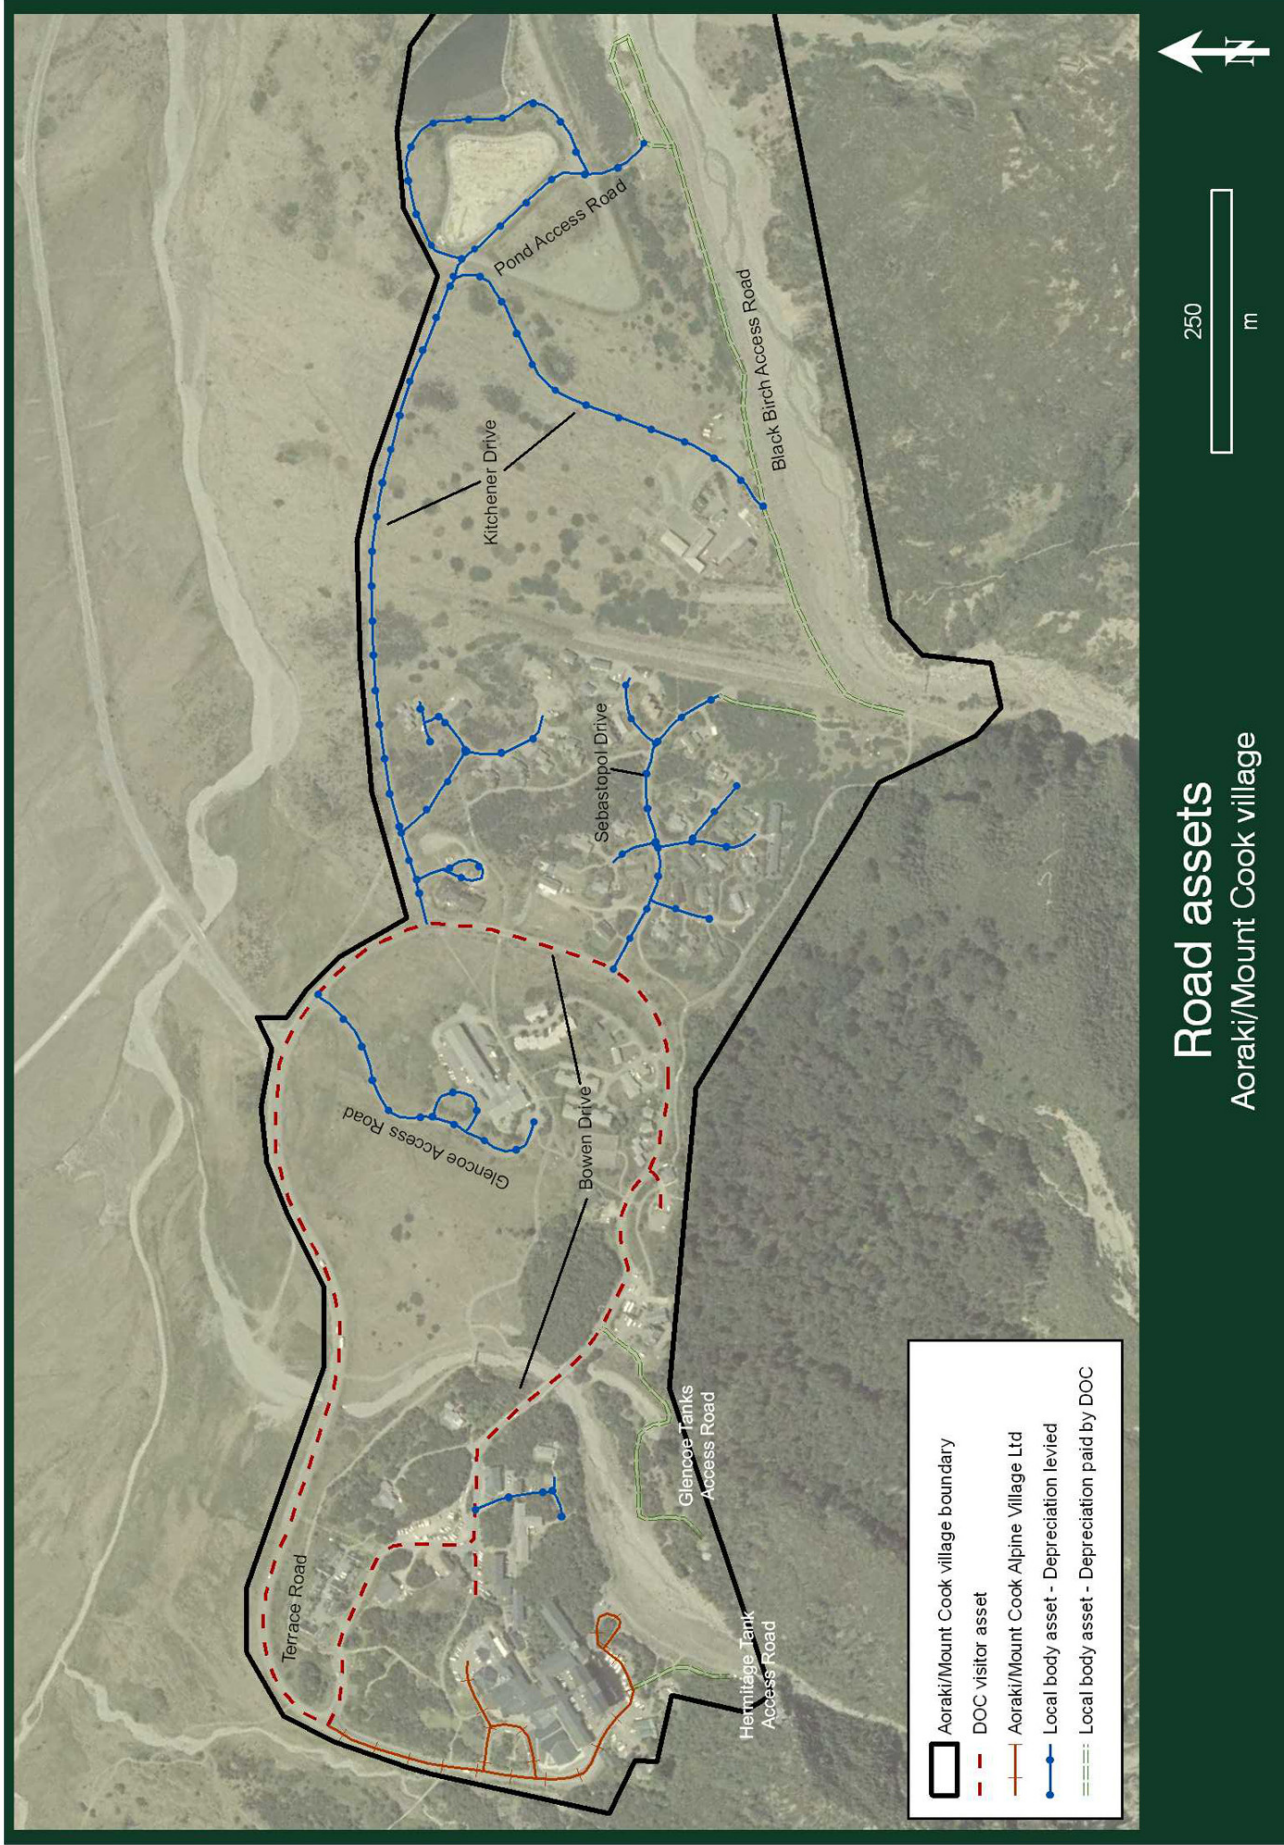 N
Pond Access Road
Black Birch Access Road
Kitchener Drive
Sebastopol Drive
Glencoe Access Road
Bowen Drive
Glencoe Tanks
Access Road
Terrace Road
Hermitage Tank
Access Road
250
m
Road assets
Aoraki/Mount Cook village
Aoraki/Mount Cook village boundary
DOC visitor asset
Aoraki/Mount Cook Alpine Village Ltd
Local body asset - Depreciation levied
Local body asset - Depreciation paid by DOC